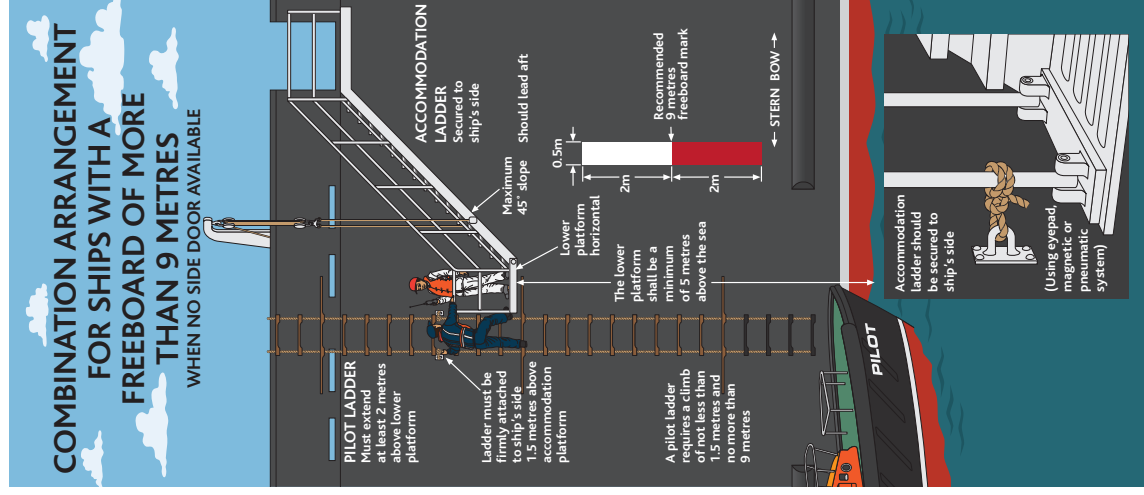 COMBINATION ARRANGEMENT
FOR SHIPS WITH A
FREEBOARD OF MORE
THAN 9 METRES
WHEN NO SIDE DOOR AVAILABLE
PILOT LADDER
Must extend
at least 2 metres
above lower
platform
Ladder must be
firmly attached
to ship's side
1.5 metres above
accommodation
platform
A pilot ladder
requires a climb
of not less than
1.5 metres and
no more than
9 metres
ACCOMMODATION
LADDER
Secured to
ship's side
Maximum
45° slope
Should lead aft
Lower
platform
horizontal
The lower
platform
shall be a
minimum
of 5 metres
above the sea
0.5m
2m
2m
Recommended
9 metres
freeboard mark
← STERN BOW →
PILOT
Accommodation
ladder should
be secured to
ship's side
(Using eyepad,
magnetic or
pneumatic
system)